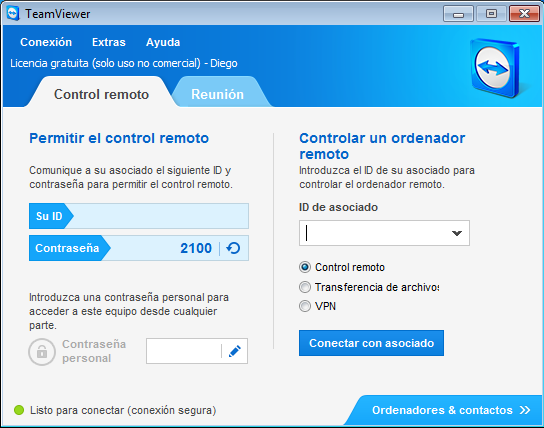 TeamViewer
Conexión Extras Ayuda
Licencia gratuita (solo uso no comercial) - Diego
Control remoto Reunión
Permitir el control remoto
Comunique a su asociado el siguiente ID y
contraseña para permitir el control remoto.
Su ID
Contraseña 2100
Introduzca una contraseña personal para
acceder a este equipo desde cualquier
parte.
Contraseña
personal
Controlar un ordenador
remoto
Introduzca el ID de su asociado para
controlar el ordenador remoto.
ID de asociado
Control remoto
Transferencia de archivos
VPN
Conectar con asociado
Listo para conectar (conexión segura)
Ordenadores & contactos »